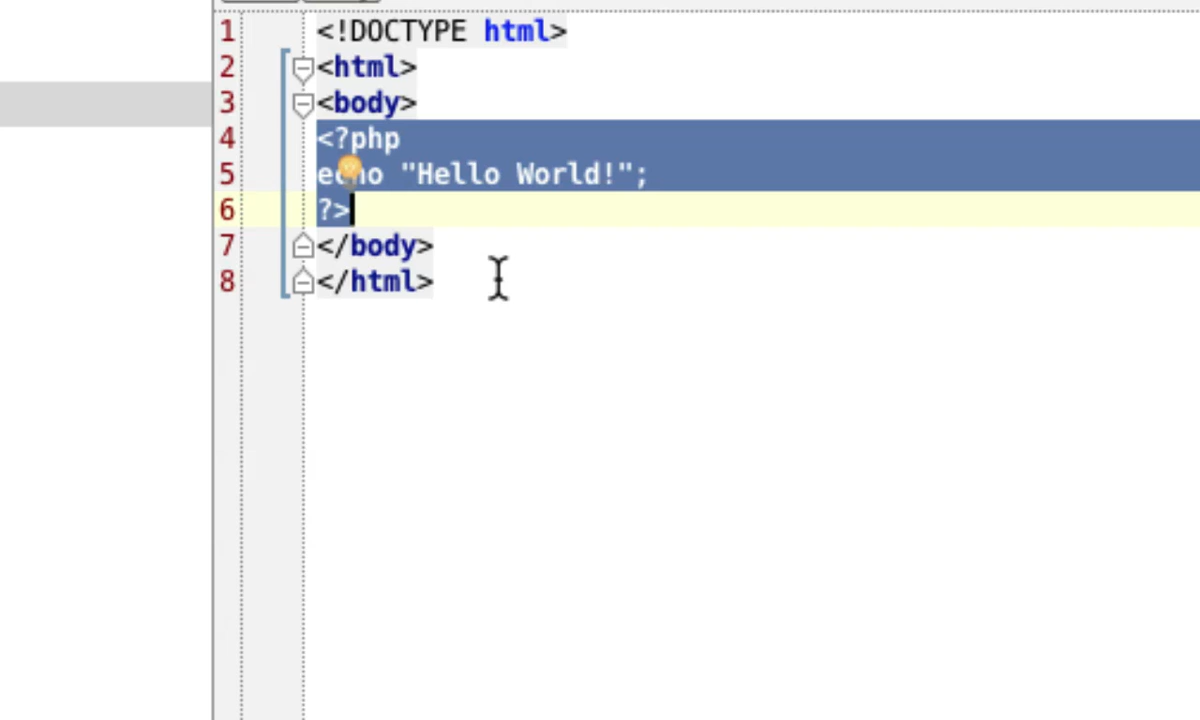 1 <!DOCTYPE html>
2 <html>
3 <body>
4 <?php
5 echo "Hello World!";
6 ?>
7 </body>
8 </html>